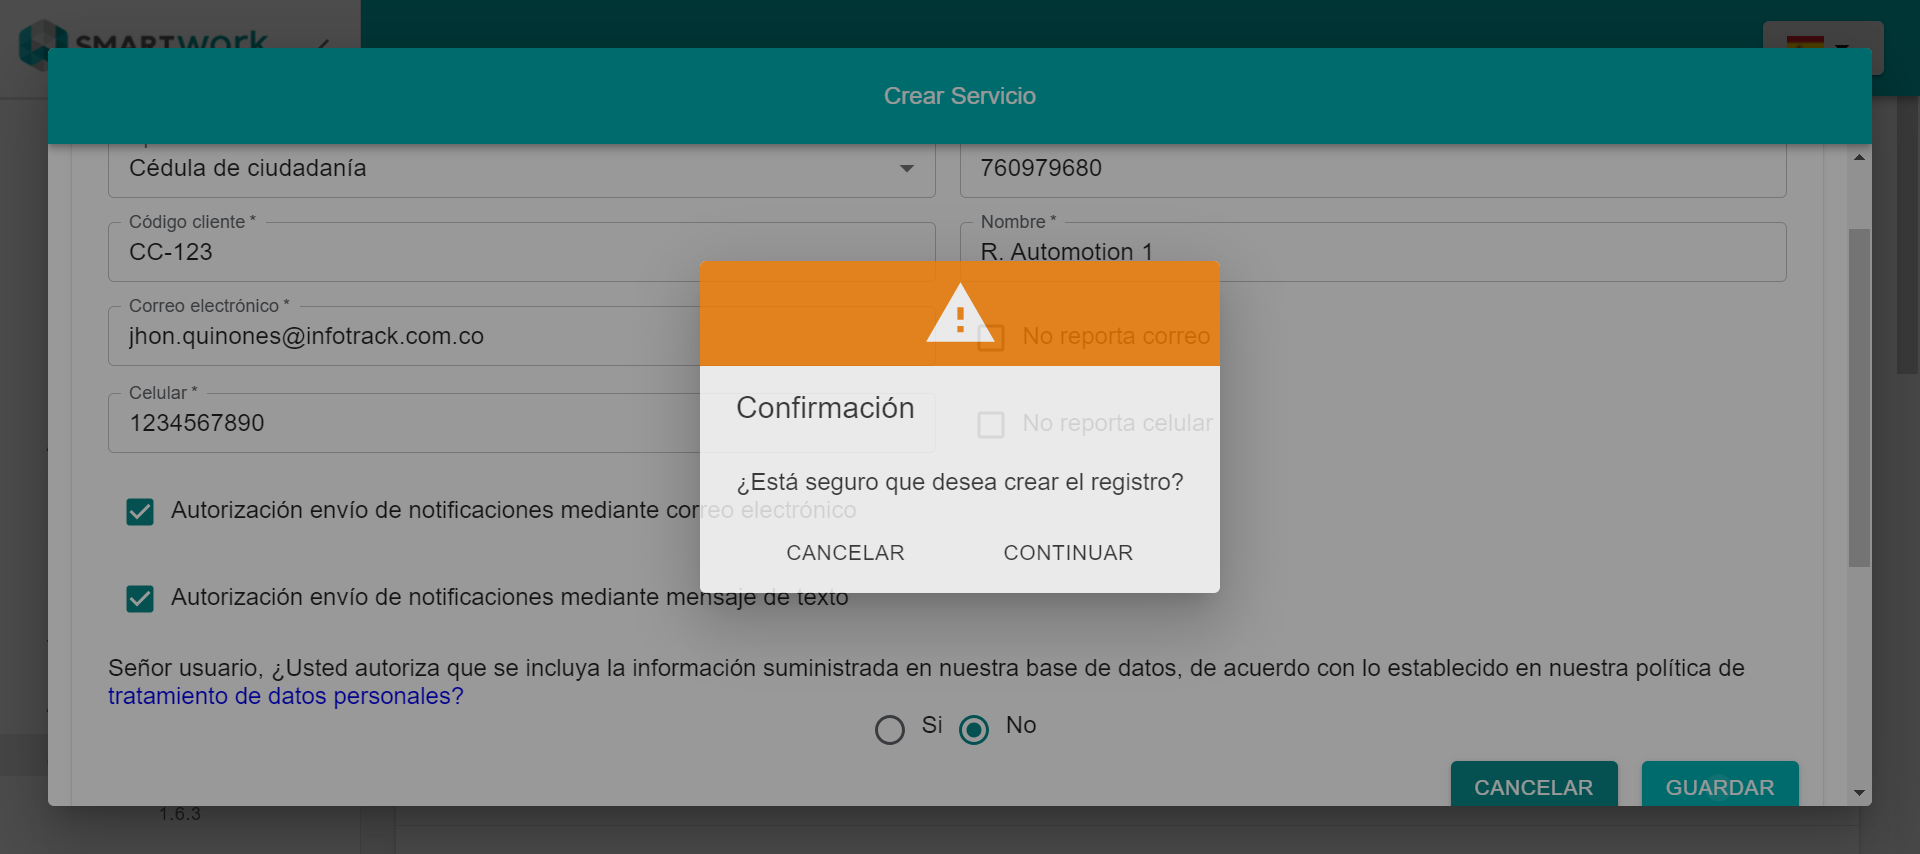 SMARTWORK
Crear Servicio
Cédula de ciudadanía
760979680
Código cliente *
CC-123
Nombre *
R. Automotion 1
Correo electrónico *
jhon.quinones@infotrack.com.co
No reporta correo
Celular *
1234567890
No reporta celular
Confirmación
¿Está seguro que desea crear el registro?
CANCELAR
CONTINUAR
Autorización envío de notificaciones mediante correo electrónico
Autorización envío de notificaciones mediante mensaje de texto
Señor usuario, ¿Usted autoriza que se incluya la información suministrada en nuestra base de datos, de acuerdo con lo establecido en nuestra política de
tratamiento de datos personales?
Si
No
CANCELAR
GUARDAR
1.6.3